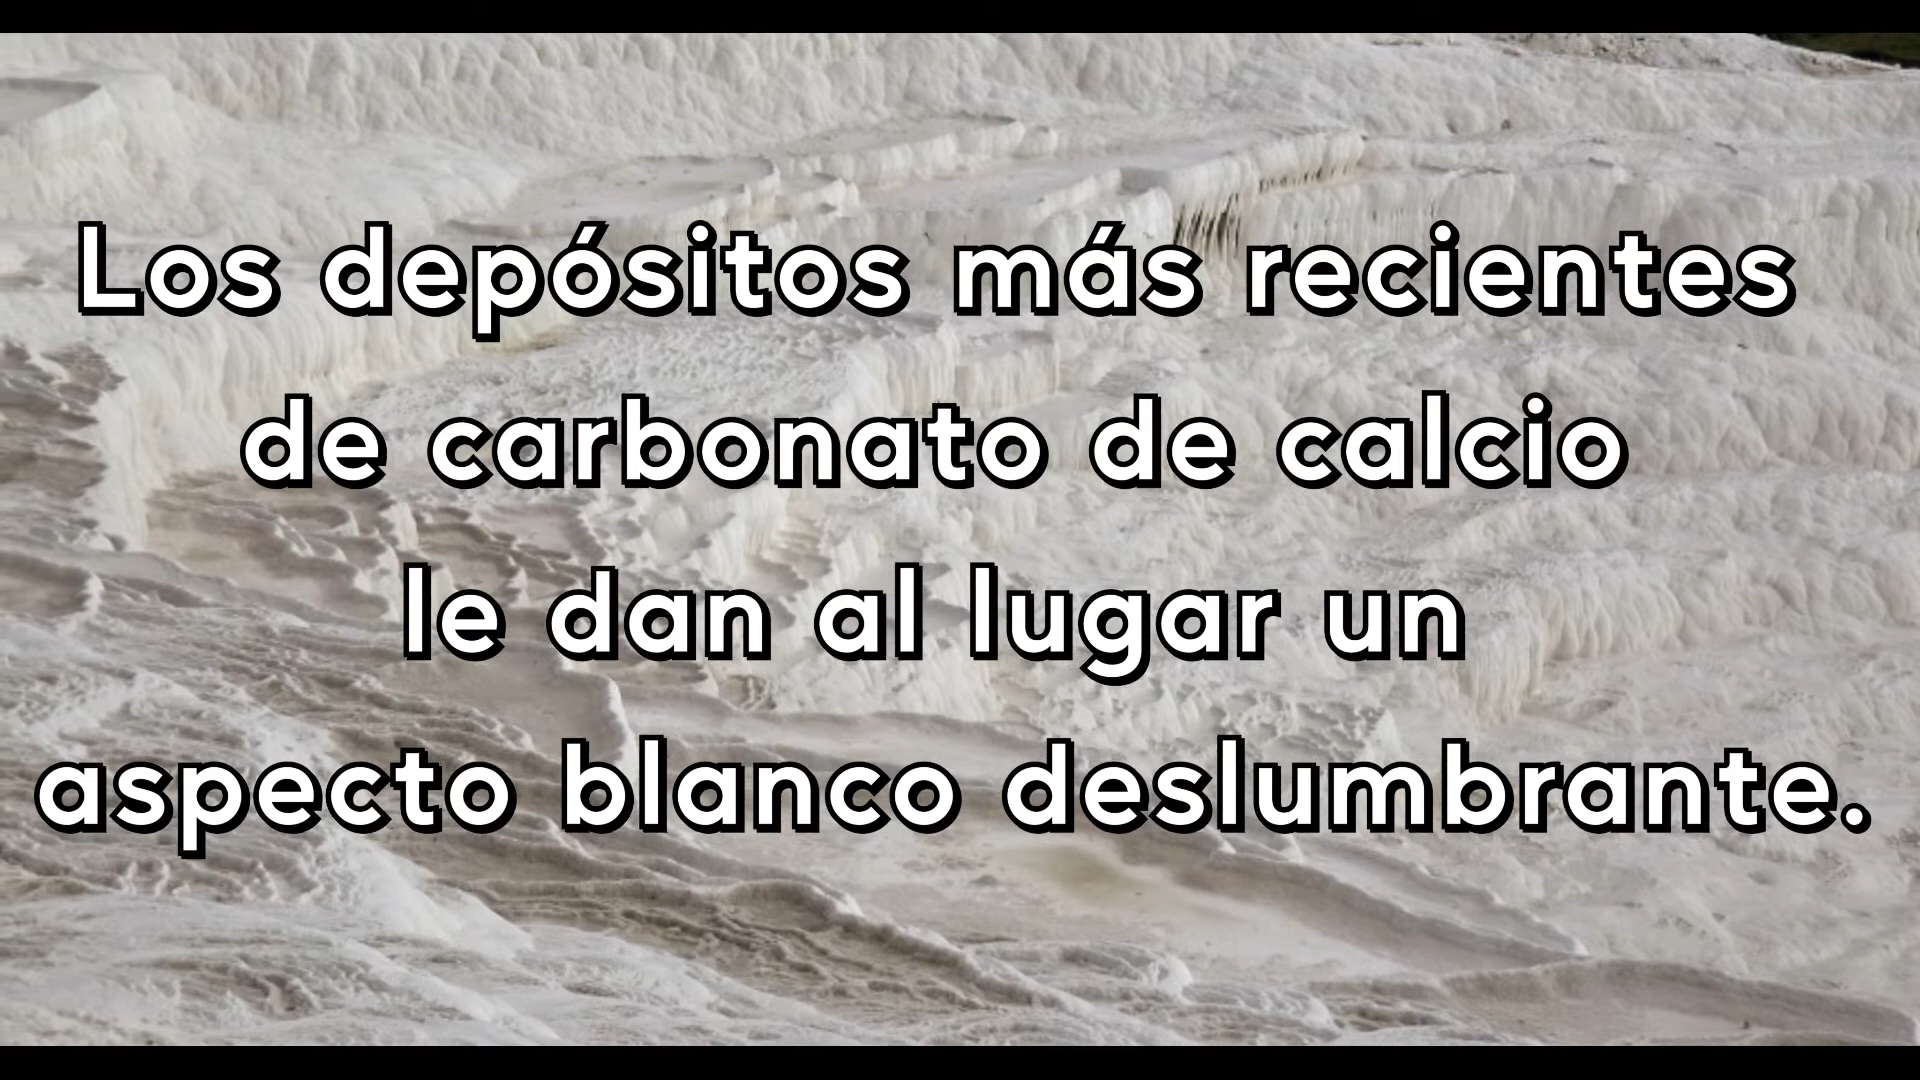 Los depósitos más recientes
de carbonato de calcio
le dan al lugar un
aspecto blanco deslumbrante.